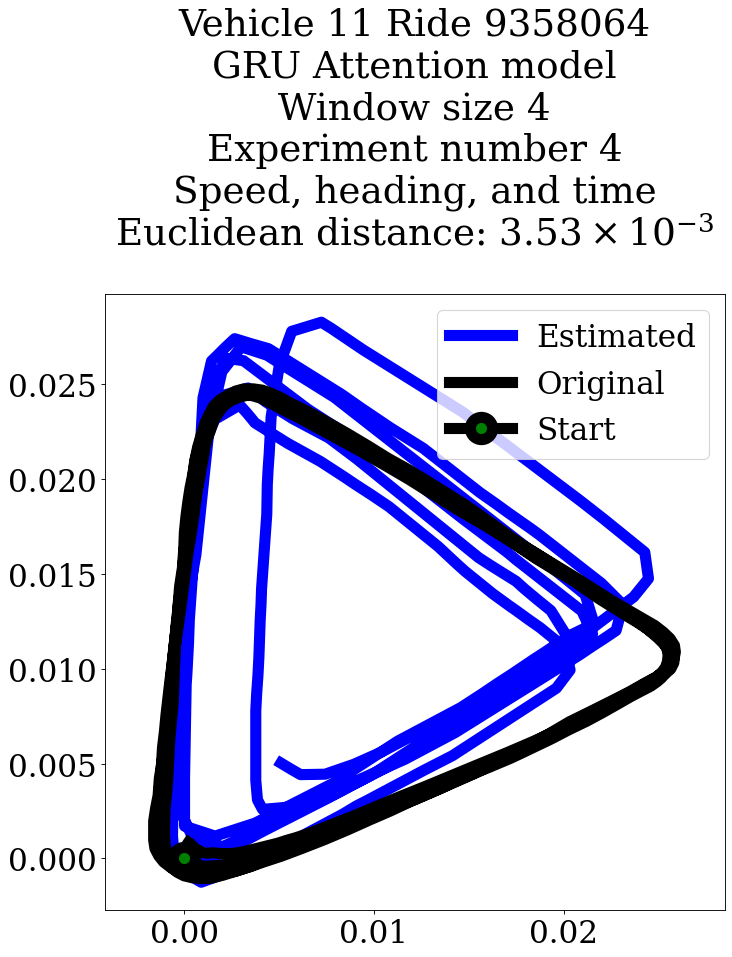 Vehicle 11 Ride 9358064
GRU Attention model
Window size 4
Experiment number 4
Speed, heading, and time
Euclidean distance: 3.53 × 10⁻³
Estimated
Original
Start
0.025
0.020
0.015
0.010
0.005
0.000
0.00 0.01 0.02